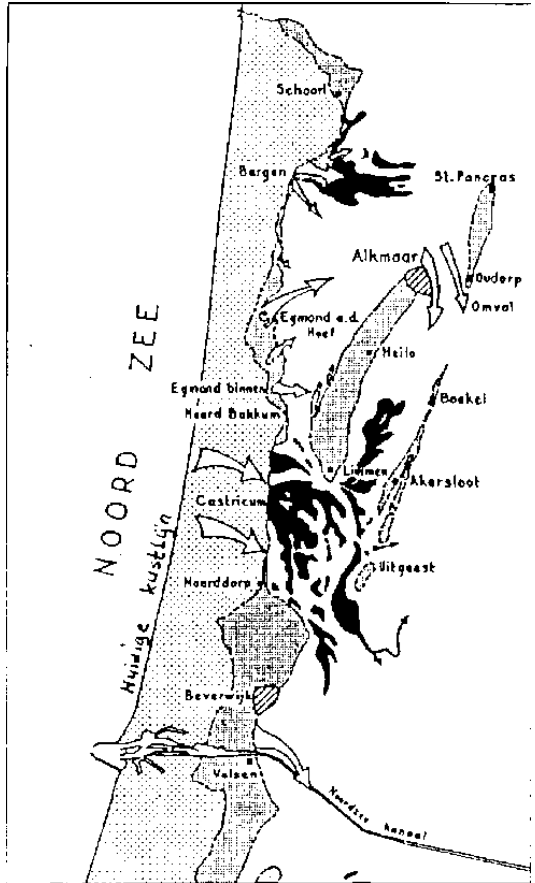 Schoorl
Bergen
St. Pancras
Alkmaar
Oudorp
Omval
Egmond a.d.
Hoef
Heilo
Egmond binnen
Noord Bakkum
Boekel
Limmen
Akersloot
Castricum
Uitgeest
Noorddorp
NOORD ZEE
Huidige kustlijn
Beverwijk
Velsen
Noordzee kanaal